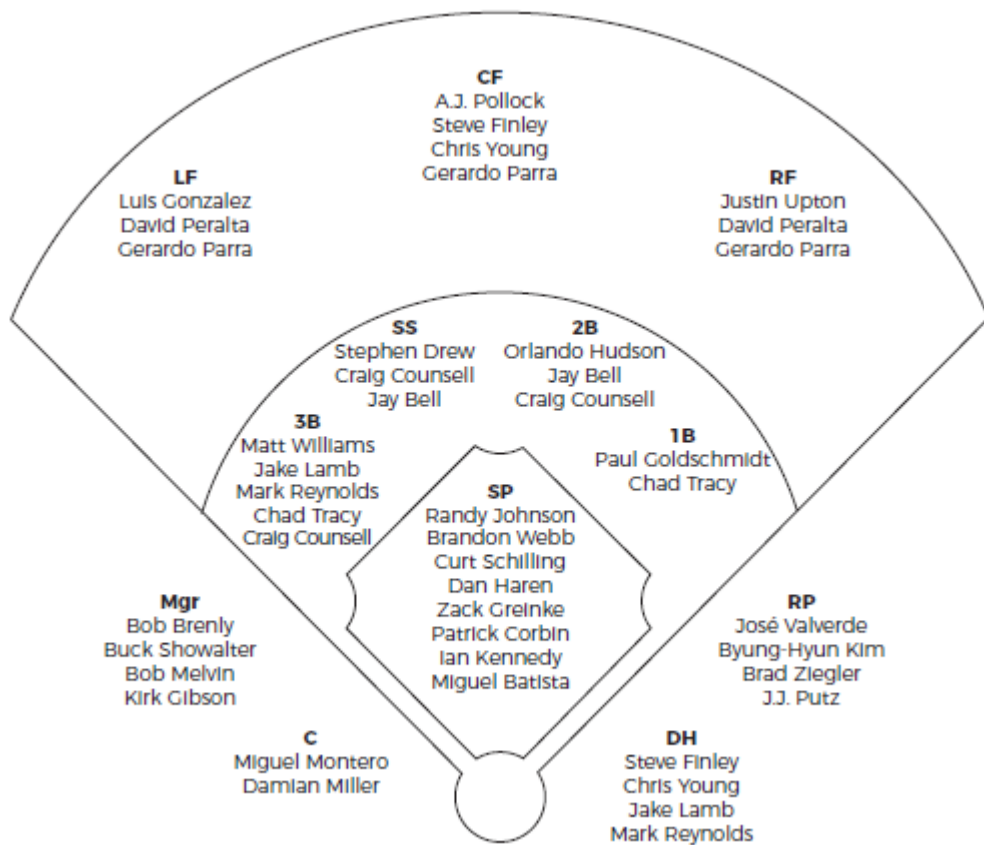 CF
A.J. Pollock
Steve Finley
Chris Young
Gerardo Parra
LF
Luis Gonzalez
David Peralta
Gerardo Parra
RF
Justin Upton
David Peralta
Gerardo Parra
SS
Stephen Drew
Craig Counsell
Jay Bell
2B
Orlando Hudson
Jay Bell
Craig Counsell
3B
Matt Williams
Jake Lamb
Mark Reynolds
Chad Tracy
Craig Counsell
1B
Paul Goldschmidt
Chad Tracy
SP
Randy Johnson
Brandon Webb
Curt Schilling
Dan Haren
Zack Greinke
Patrick Corbin
Ian Kennedy
Miguel Batista
Mgr
Bob Brenly
Buck Showalter
Bob Melvin
Kirk Gibson
RP
José Valverde
Byung-Hyun Kim
Brad Ziegler
J.J. Putz
C
Miguel Montero
Damian Miller
DH
Steve Finley
Chris Young
Jake Lamb
Mark Reynolds